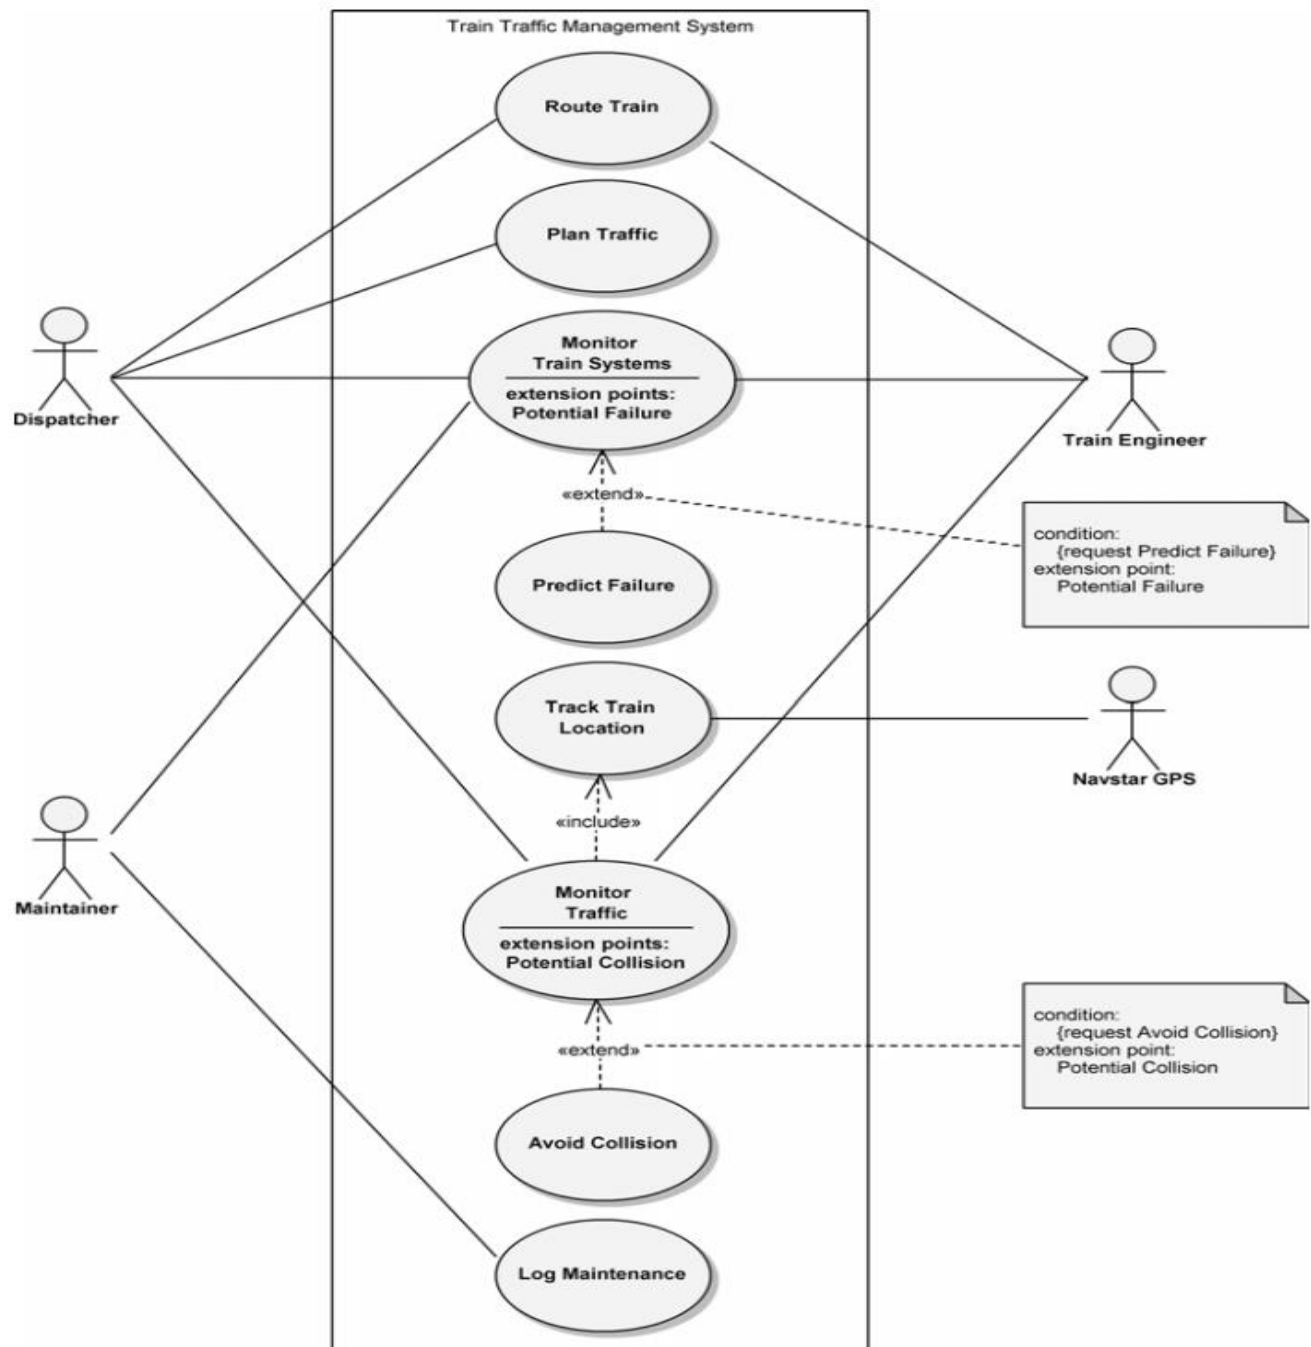 Train Traffic Management System
Route Train
Plan Traffic
Monitor
Train Systems
extension points:
Potential Failure
Dispatcher
Train Engineer
«extend»
condition:
{request Predict Failure}
extension point:
Potential Failure
Predict Failure
Track Train
Location
Navstar GPS
«include»
Maintainer
Monitor
Traffic
extension points:
Potential Collision
condition:
{request Avoid Collision}
extension point:
Potential Collision
«extend»
Avoid Collision
Log Maintenance